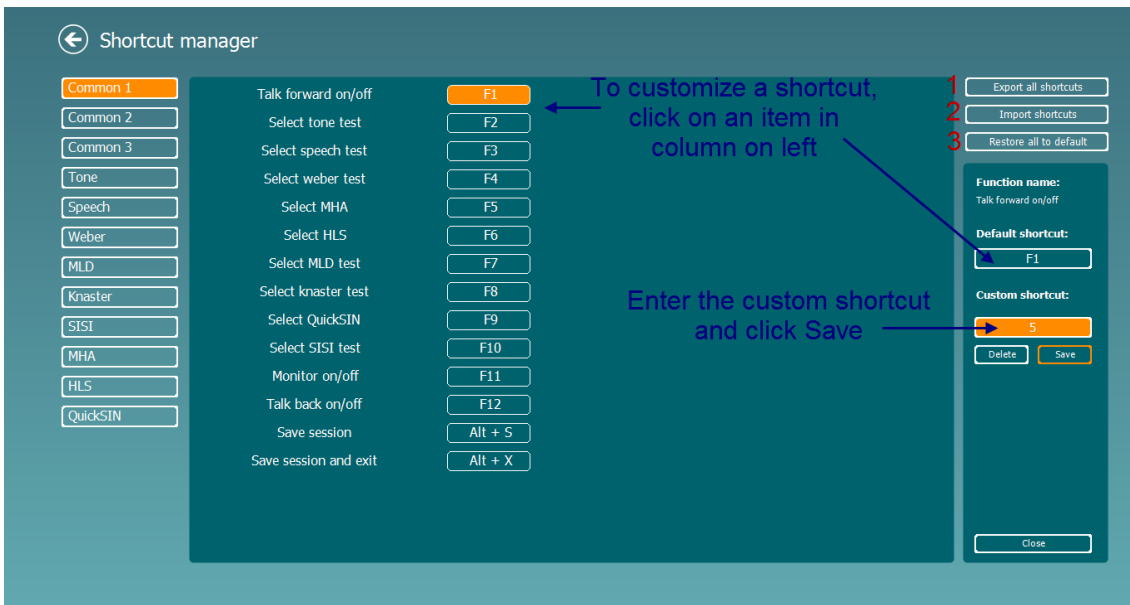 Shortcut manager
Common 1
Common 2
Common 3
Tone
Speech
Weber
MLD
Knaster
SISI
MHA
HLS
QuickSIN
Talk forward on/off F1
Select tone test F2
Select speech test F3
Select weber test F4
Select MHA F5
Select HLS F6
Select MLD test F7
Select knaster test F8
Select QuickSIN F9
Select SISI test F10
Monitor on/off F11
Talk back on/off F12
Save session Alt + S
Save session and exit Alt + X
To customize a shortcut,
click on an item in
column on left
Enter the custom shortcut
and click Save
1 Export all shortcuts
2 Import shortcuts
3 Restore all to default
Function name:
Talk forward on/off
Default shortcut:
F1
Custom shortcut:
5
Delete Save
Close